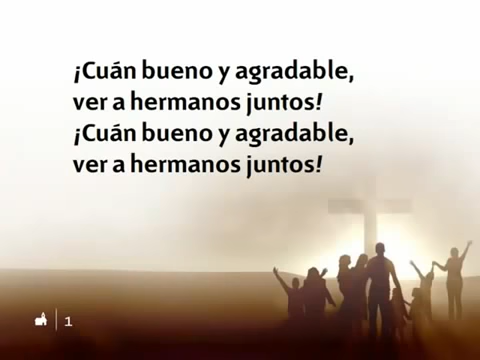 ¡Cuán bueno y agradable,
ver a hermanos juntos!
¡Cuán bueno y agradable,
ver a hermanos juntos!
1